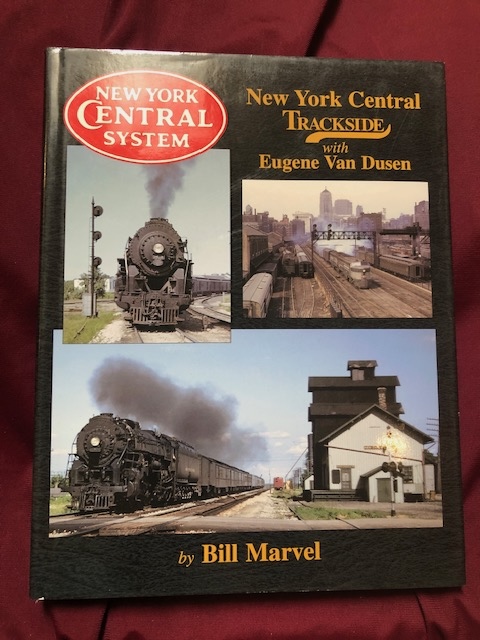 NEW YORK
CENTRAL
SYSTEM
New York Central
TRACKSIDE
with
Eugene Van Dusen
by Bill Marvel